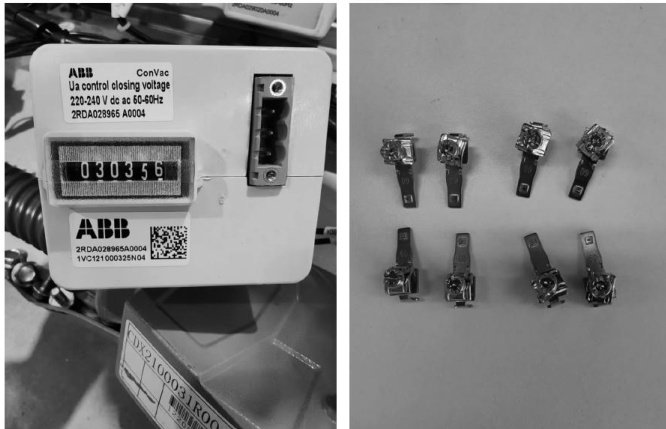 ABB ConVac
Ua control closing voltage
220-240 V dc ac 50-60Hz
2RDA028965 A0004
030356
ABB
2RDA028965A0004
1VC121000325N04